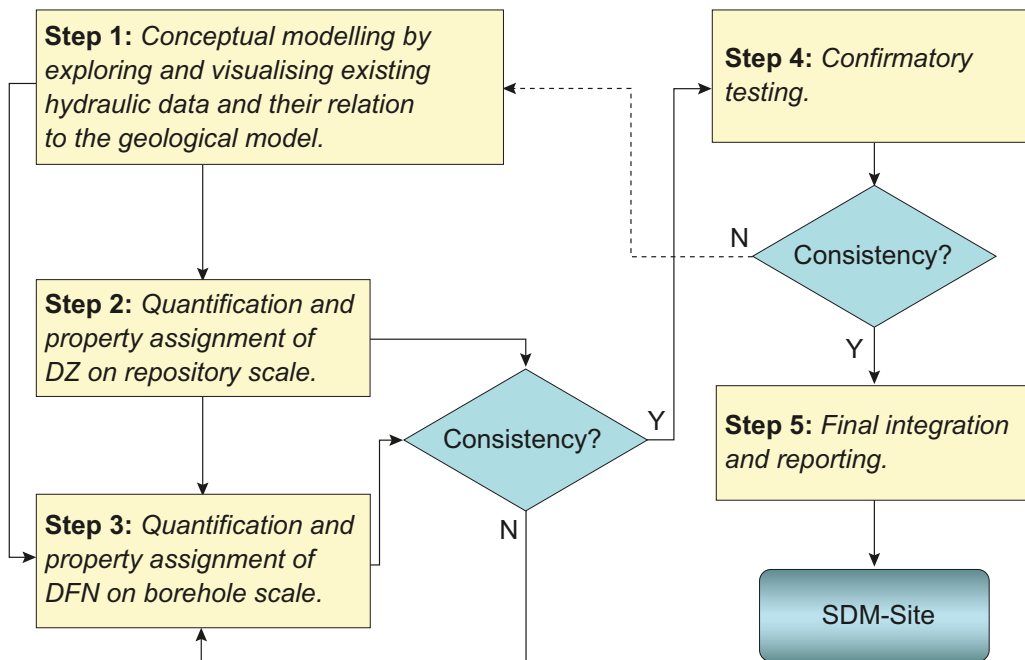 Step 1: Conceptual modelling by
exploring and visualising existing
hydraulic data and their relation
to the geological model.
Step 2: Quantification and
property assignment of
DZ on repository scale.
Step 3: Quantification and
property assignment of
DFN on borehole scale.
Consistency?
Y
N
Step 4: Confirmatory
testing.
Consistency?
N
Y
Step 5: Final integration
and reporting.
SDM-Site